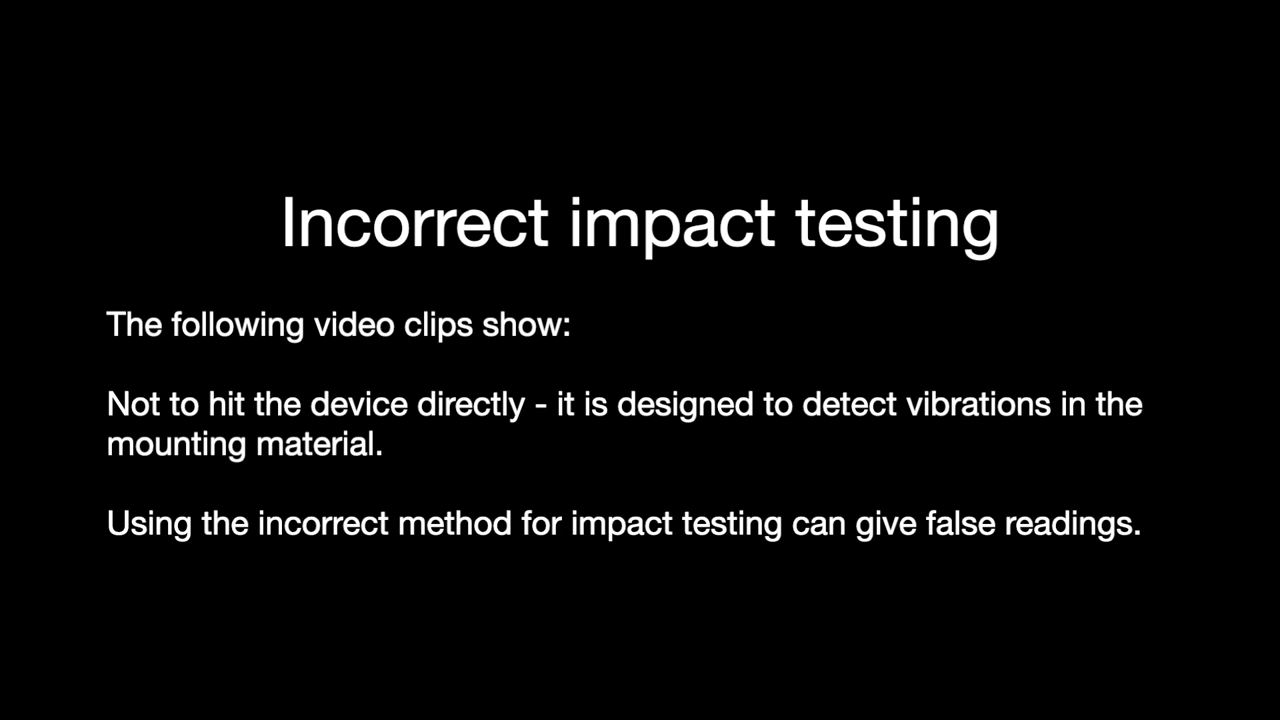 Incorrect impact testing
The following video clips show:
Not to hit the device directly - it is designed to detect vibrations in the
mounting material.
Using the incorrect method for impact testing can give false readings.